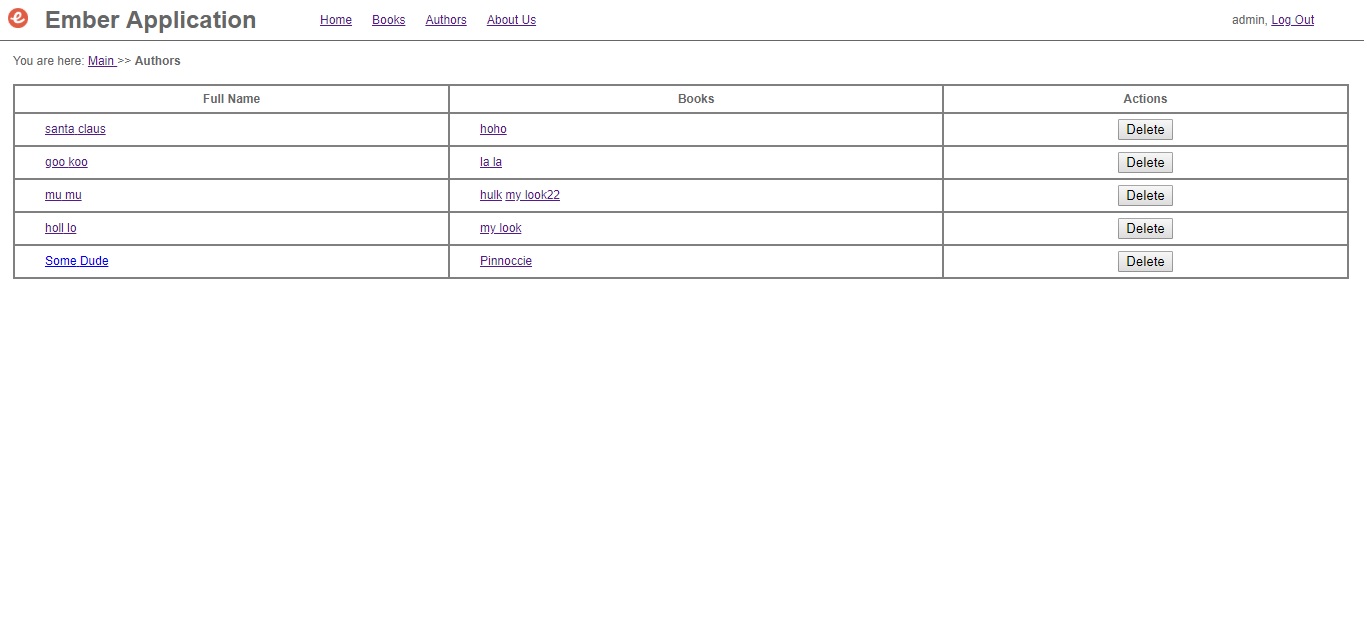 Ember Application Home Books Authors About Us admin, Log Out
You are here: Main >> Authors
Full Name Books Actions
santa claus hoho Delete
goo koo la la Delete
mu mu hulk my look22 Delete
holl lo my look Delete
Some Dude Pinnoccie Delete